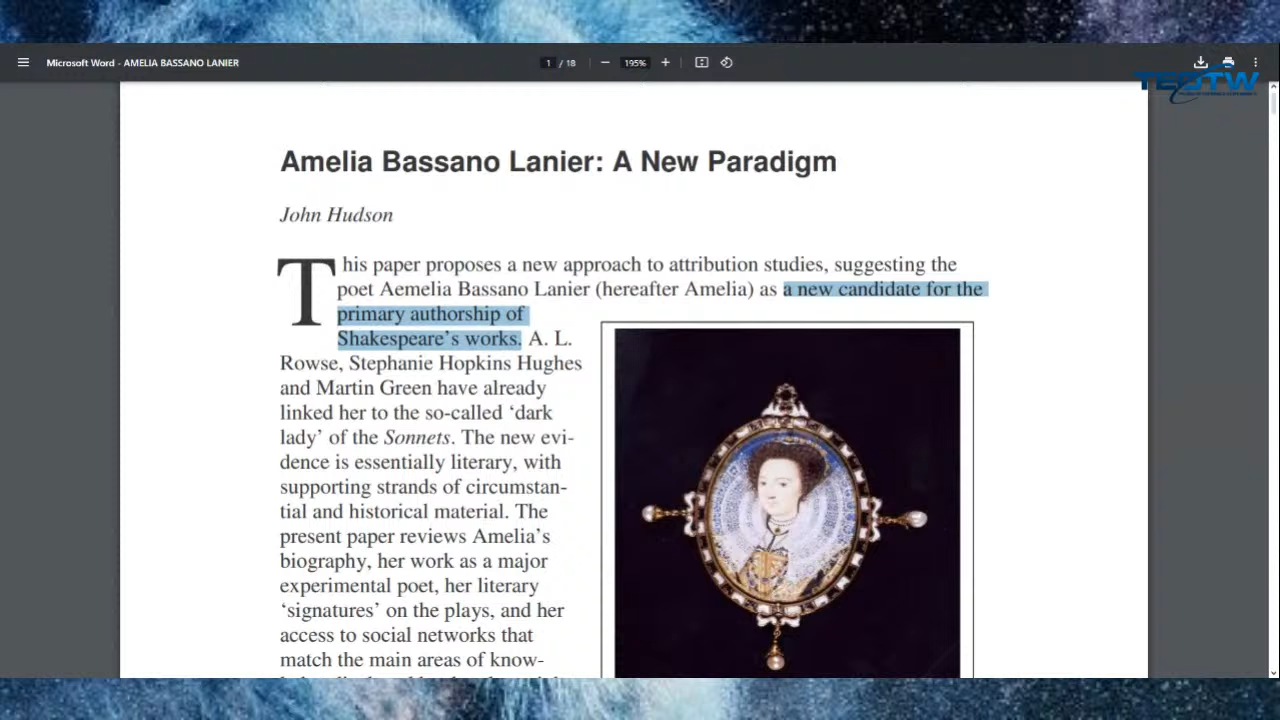 Microsoft Word - AMELIA BASSANO LANIER
1 / 18
195%
TEOTW
Amelia Bassano Lanier: A New Paradigm
John Hudson
This paper proposes a new approach to attribution studies, suggesting the
poet Aemelia Bassano Lanier (hereafter Amelia) as a new candidate for the
primary authorship of
Shakespeare's works. A. L.
Rowse, Stephanie Hopkins Hughes
and Martin Green have already
linked her to the so-called ‘dark
lady’ of the Sonnets. The new evi-
dence is essentially literary, with
supporting strands of circumstan-
tial and historical material. The
present paper reviews Amelia’s
biography, her work as a major
experimental poet, her literary
‘signatures’ on the plays, and her
access to social networks that
match the main areas of know-